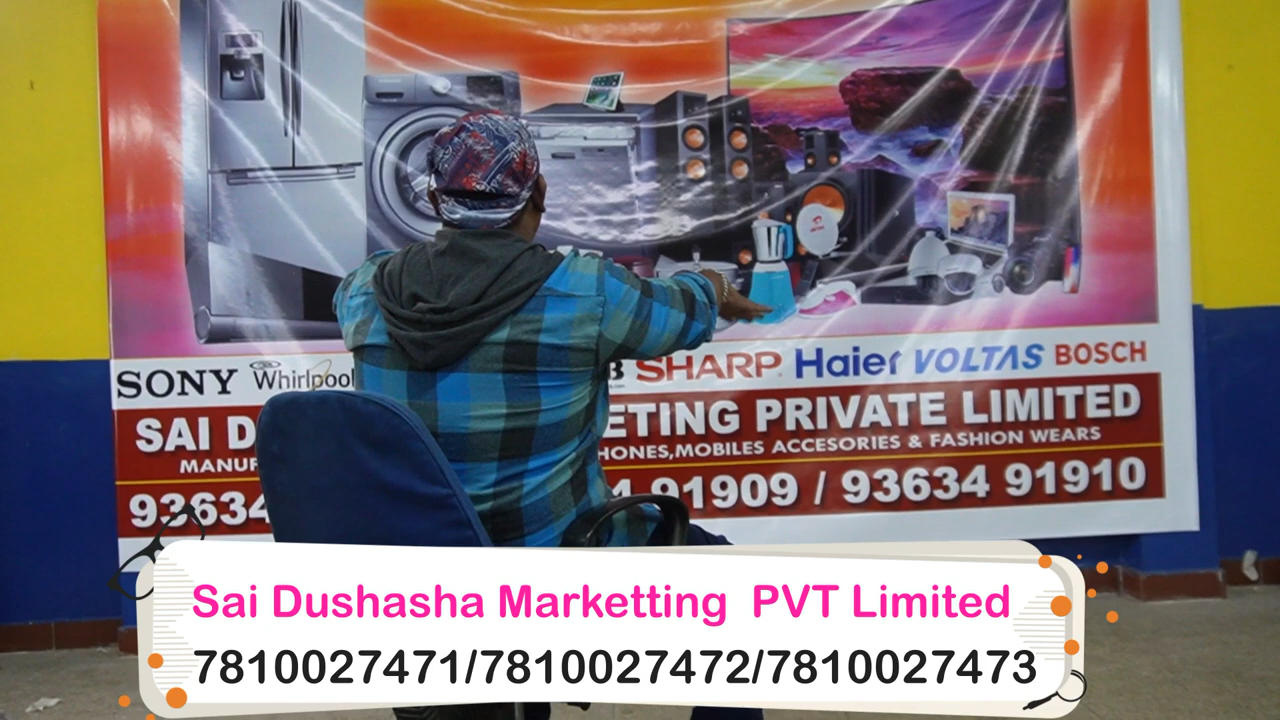 SONY Whirlpool SHARP Haier VOLTAS BOSCH
SAI D ETING PRIVATE LIMITED
MANUF HONES,MOBILES ACCESORIES & FASHION WEARS
93634 91909 / 93634 91910
Sai Dushasha Marketting PVT Limited
7810027471/7810027472/7810027473